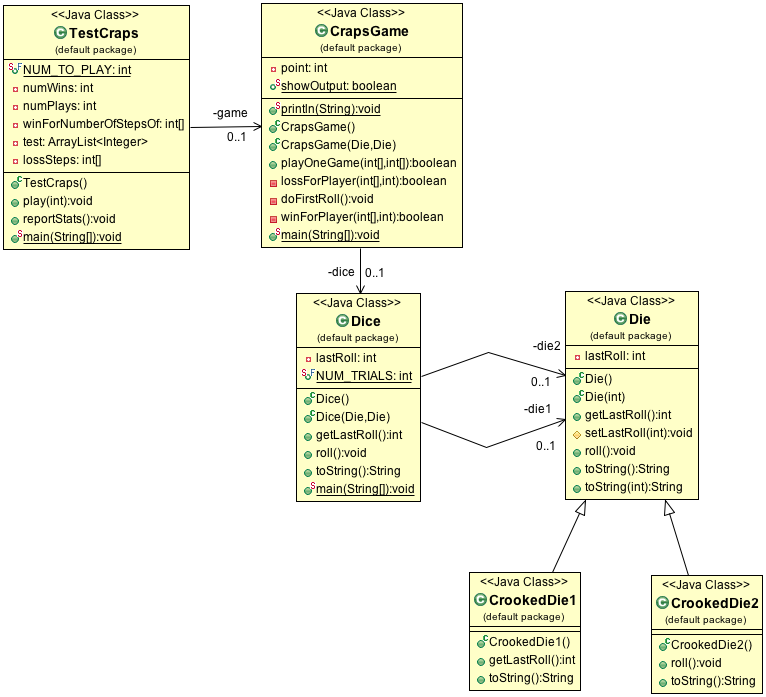 <<Java Class>>
TestCraps
(default package)
NUM_TO_PLAY: int
numWins: int
numPlays: int
winForNumberOfStepsOf: int[]
test: ArrayList<Integer>
lossSteps: int[]
TestCraps()
play(int):void
reportStats():void
main(String[]):void
-game
0..1
<<Java Class>>
CrapsGame
(default package)
point: int
showOutput: boolean
println(String):void
CrapsGame()
CrapsGame(Die,Die)
playOneGame(int[],int[]):boolean
lossForPlayer(int[],int):boolean
doFirstRoll():void
winForPlayer(int[],int):boolean
main(String[]):void
-dice
0..1
<<Java Class>>
Dice
(default package)
lastRoll: int
NUM_TRIALS: int
Dice()
Dice(Die,Die)
getLastRoll():int
roll():void
toString():String
main(String[]):void
-die2
0..1
-die1
0..1
<<Java Class>>
Die
(default package)
lastRoll: int
Die()
Die(int)
getLastRoll():int
setLastRoll(int):void
roll():void
toString():String
toString(int):String
<<Java Class>>
CrookedDie1
(default package)
CrookedDie1()
getLastRoll():int
toString():String
<<Java Class>>
CrookedDie2
(default package)
CrookedDie2()
roll():void
toString():String